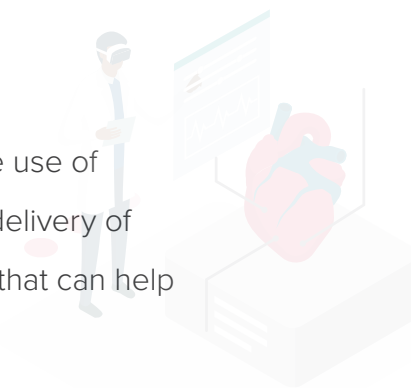 e use of
delivery of
that can help